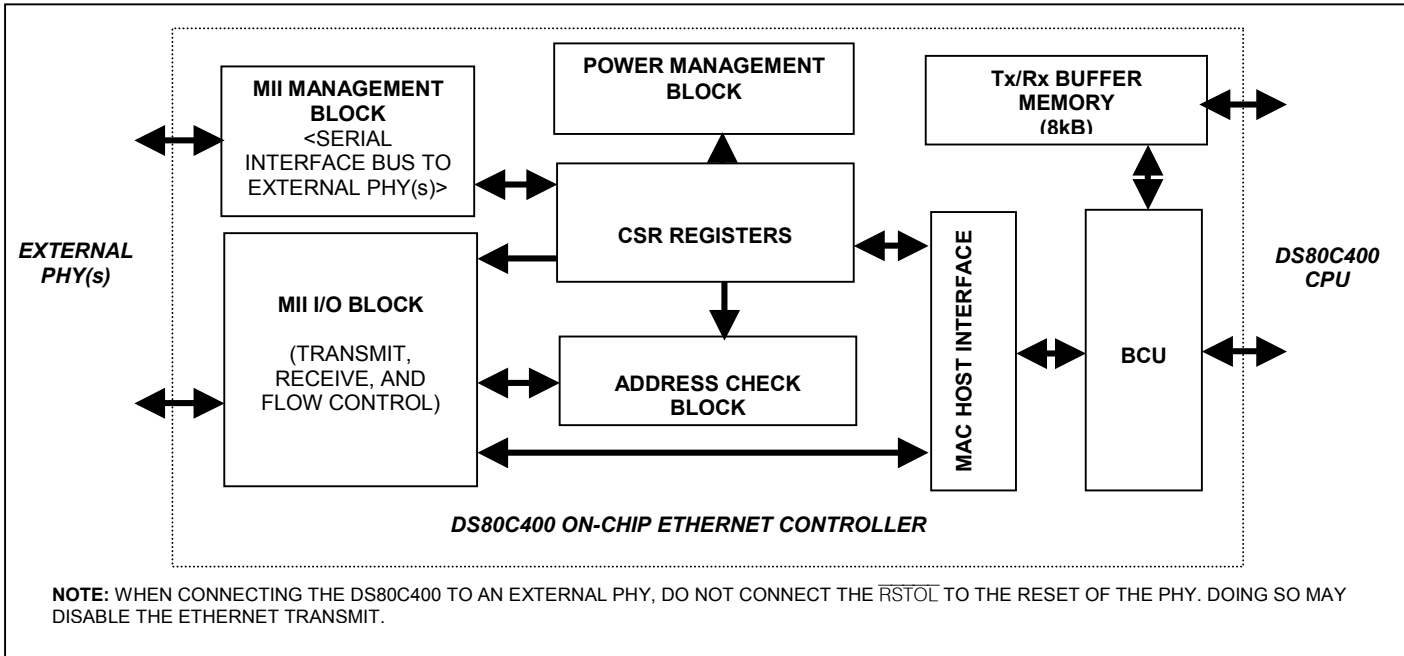 POWER MANAGEMENT
BLOCK
Tx/Rx BUFFER
MEMORY
(8kB)
MII MANAGEMENT
BLOCK
<SERIAL
INTERFACE BUS TO
EXTERNAL PHY(s)>
CSR REGISTERS
EXTERNAL
PHY(s)
MII I/O BLOCK
(TRANSMIT,
RECEIVE, AND
FLOW CONTROL)
ADDRESS CHECK
BLOCK
MAC HOST INTERFACE
BCU
DS80C400
CPU
DS80C400 ON-CHIP ETHERNET CONTROLLER
NOTE: WHEN CONNECTING THE DS80C400 TO AN EXTERNAL PHY, DO NOT CONNECT THE R̅S̅T̅O̅L̅ TO THE RESET OF THE PHY. DOING SO MAY
DISABLE THE ETHERNET TRANSMIT.